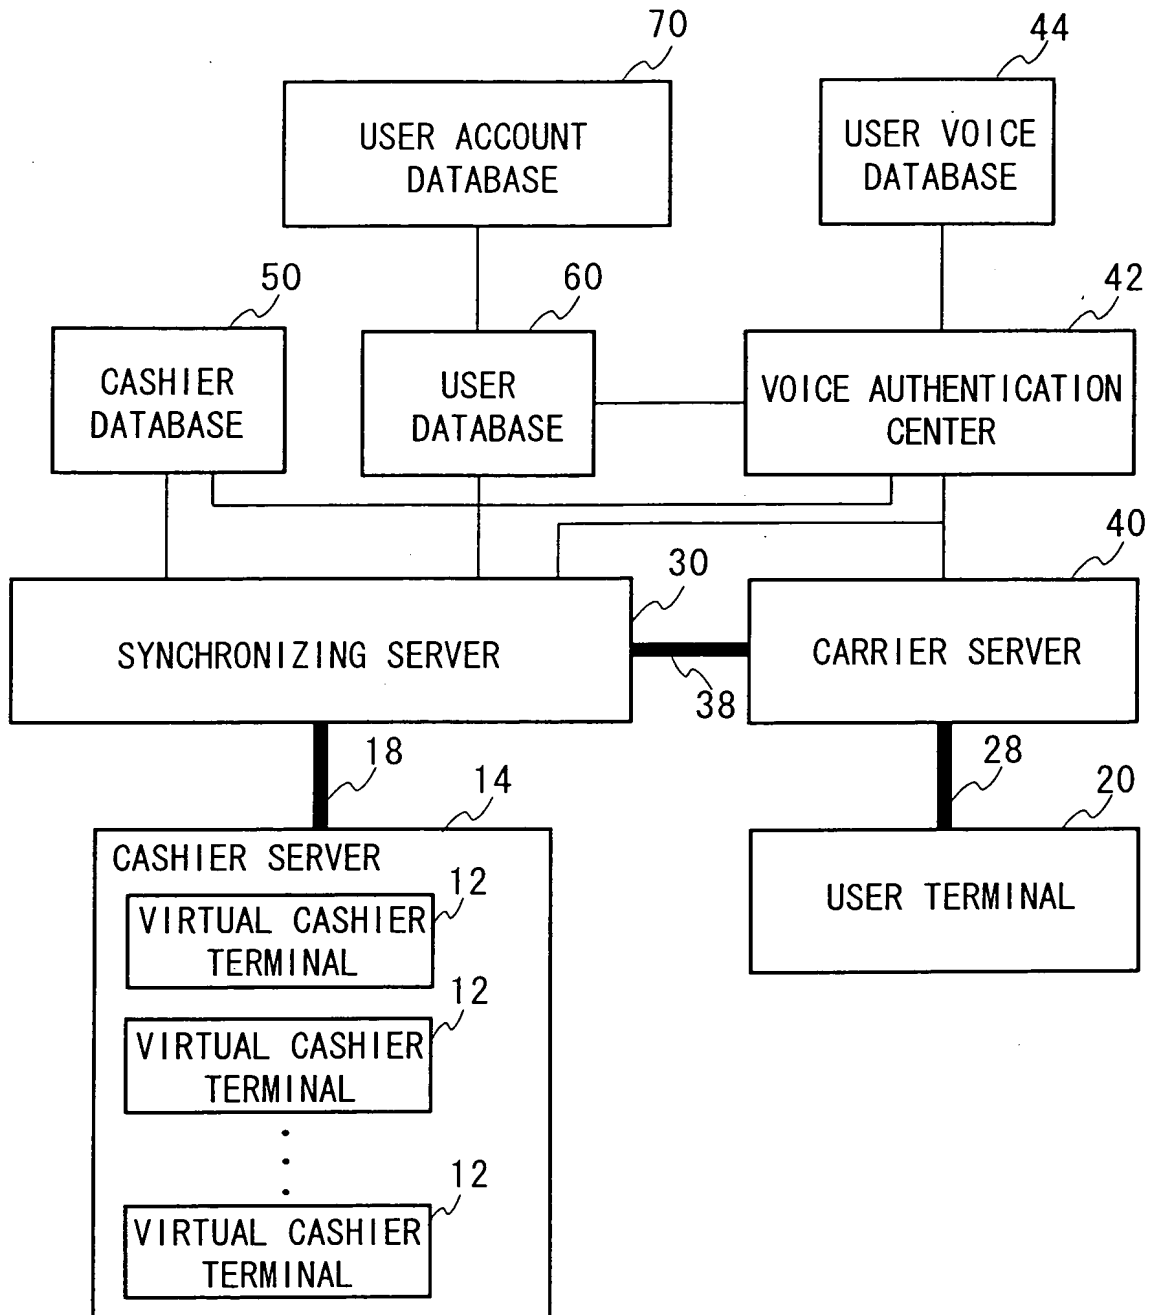 70
44
USER ACCOUNT
DATABASE
USER VOICE
DATABASE
50
60
42
CASHIER
DATABASE
USER
DATABASE
VOICE AUTHENTICATION
CENTER
40
30
SYNCHRONIZING SERVER
CARRIER SERVER
38
18
28
14
20
CASHIER SERVER
USER TERMINAL
12
VIRTUAL CASHIER
TERMINAL
12
VIRTUAL CASHIER
TERMINAL
12
VIRTUAL CASHIER
TERMINAL